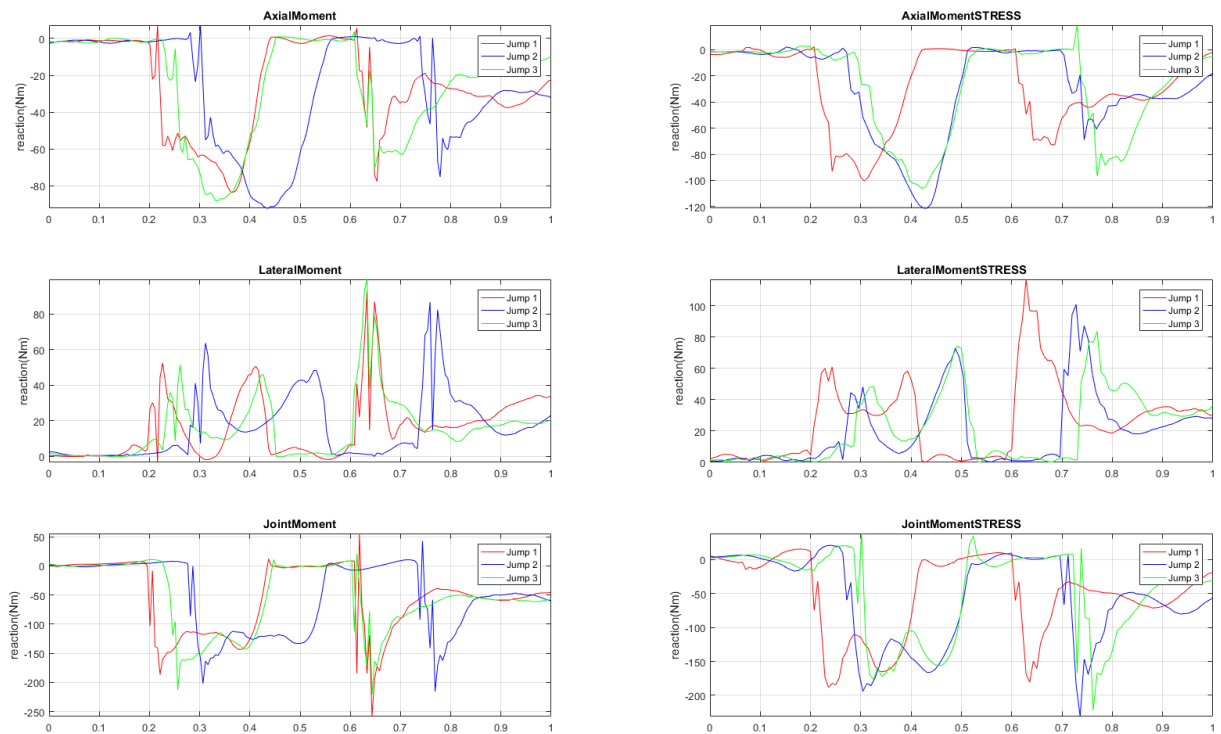 AxialMoment
0
-20
-40
-60
-80
reaction(Nm)
Jump 1
Jump 2
Jump 3
0 0.1 0.2 0.3 0.4 0.5 0.6 0.7 0.8 0.9 1
AxialMomentSTRESS
0
-20
-40
-60
-80
-100
-120
reaction(Nm)
Jump 1
Jump 2
Jump 3
0 0.1 0.2 0.3 0.4 0.5 0.6 0.7 0.8 0.9 1
LateralMoment
80
60
40
20
0
reaction(Nm)
Jump 1
Jump 2
Jump 3
0 0.1 0.2 0.3 0.4 0.5 0.6 0.7 0.8 0.9 1
LateralMomentSTRESS
100
80
60
40
20
0
reaction(Nm)
Jump 1
Jump 2
Jump 3
0 0.1 0.2 0.3 0.4 0.5 0.6 0.7 0.8 0.9 1
JointMoment
50
0
-50
-100
-150
-200
-250
reaction(Nm)
Jump 1
Jump 2
Jump 3
0 0.1 0.2 0.3 0.4 0.5 0.6 0.7 0.8 0.9 1
JointMomentSTRESS
0
-50
-100
-150
-200
reaction(Nm)
Jump 1
Jump 2
Jump 3
0 0.1 0.2 0.3 0.4 0.5 0.6 0.7 0.8 0.9 1